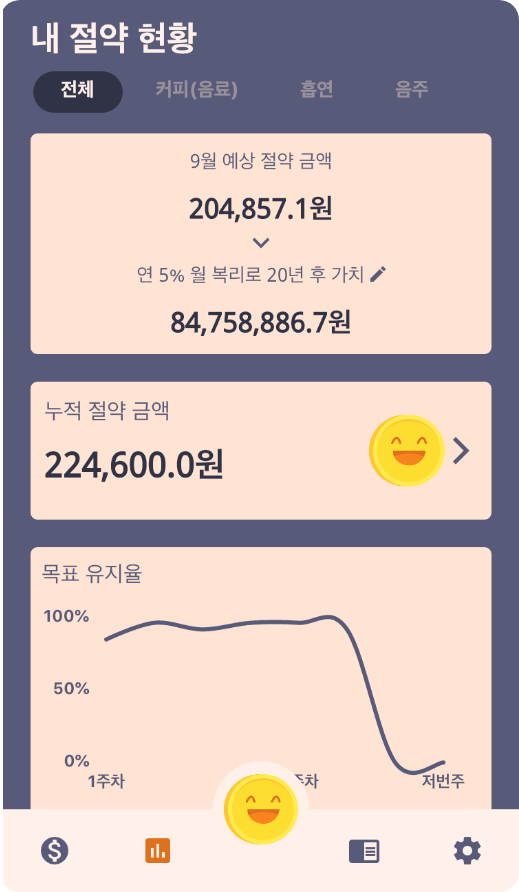 내 절약 현황
전체 커피(음료) 흡연 음주
9월 예상 절약 금액
204,857.1원
연 5% 월 복리로 20년 후 가치
84,758,886.7원
누적 절약 금액
224,600.0원
목표 유지율
100%
50%
0%
1주차 주차 저번주